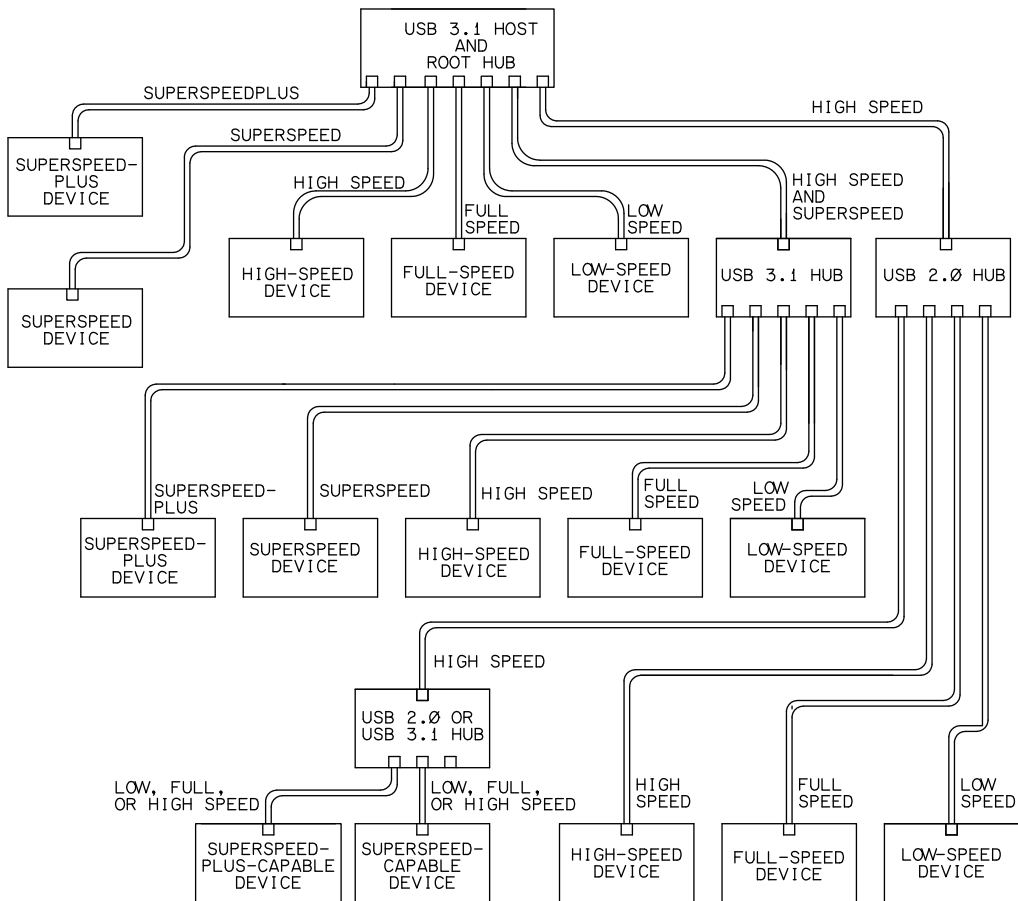 USB 3.1 HOST
AND
ROOT HUB
SUPERSPEEDPLUS
HIGH SPEED
SUPERSPEED
SUPERSPEED-
PLUS
DEVICE
HIGH SPEED
HIGH SPEED
AND
SUPERSPEED
FULL
SPEED
LOW
SPEED
HIGH-SPEED
DEVICE
FULL-SPEED
DEVICE
LOW-SPEED
DEVICE
USB 3.1 HUB
USB 2.Ø HUB
SUPERSPEED
DEVICE
SUPERSPEED-
PLUS
SUPERSPEED
HIGH SPEED
FULL
SPEED
LOW
SPEED
SUPERSPEED-
PLUS
DEVICE
SUPERSPEED
DEVICE
HIGH-SPEED
DEVICE
FULL-SPEED
DEVICE
LOW-SPEED
DEVICE
HIGH SPEED
USB 2.Ø OR
USB 3.1 HUB
LOW, FULL,
OR HIGH SPEED
LOW, FULL,
OR HIGH SPEED
HIGH
SPEED
FULL
SPEED
LOW
SPEED
SUPERSPEED-
PLUS-CAPABLE
DEVICE
SUPERSPEED-
CAPABLE
DEVICE
HIGH-SPEED
DEVICE
FULL-SPEED
DEVICE
LOW-SPEED
DEVICE